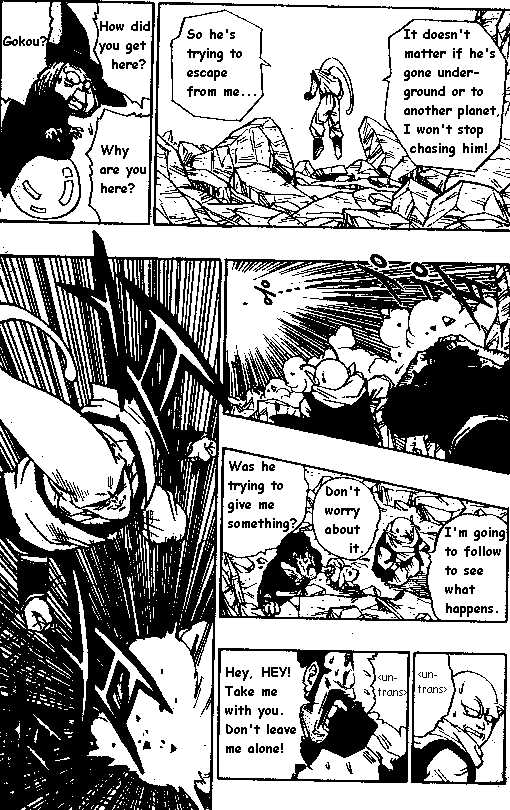 Gokou?
How did
you get
here?
Why
are you
here?
So he's
trying to
escape
from me...
It doesn't
matter if he's
gone under-
ground or to
another planet,
I won't stop
chasing him!
Was he
trying to
give me
something?
Don't
worry
about
it.
I'm going
to follow
to see
what
happens.
Hey, HEY!
Take me
with you.
Don't leave
me alone!
<un-
trans>
<un-
trans>